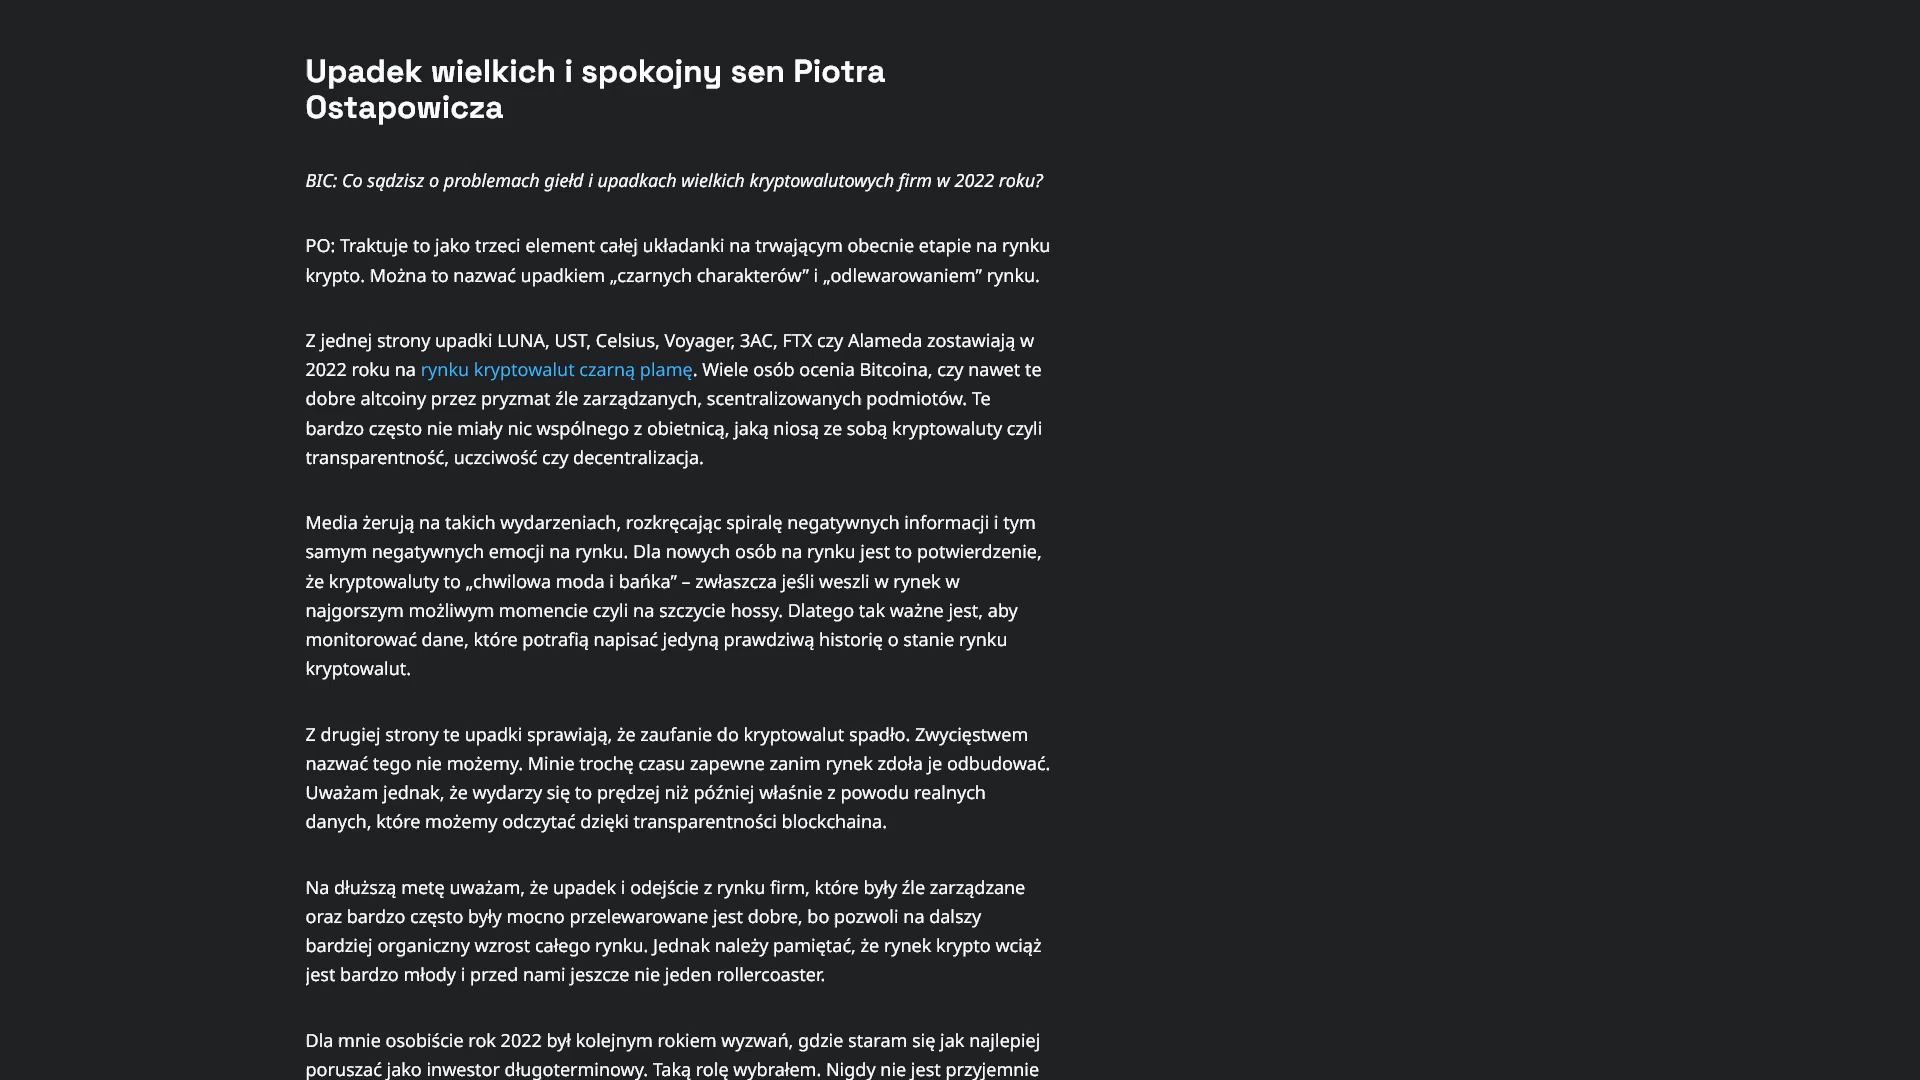 Upadek wielkich i spokojny sen Piotra
Ostapowicza
BIC: Co sądzisz o problemach giełd i upadkach wielkich kryptowalutowych firm w 2022 roku?
PO: Traktuje to jako trzeci element całej układanki na trwającym obecnie etapie na rynku
krypto. Można to nazwać upadkiem „czarnych charakterów” i „odlewarowaniem” rynku.
Z jednej strony upadki LUNA, UST, Celsius, Voyager, 3AC, FTX czy Alameda zostawiają w
2022 roku na rynku kryptowalut czarną plamę. Wiele osób ocenia Bitcoina, czy nawet te
dobre altcoiny przez pryzmat źle zarządzanych, scentralizowanych podmiotów. Te
bardzo często nie miały nic wspólnego z obietnicą, jaką niosą ze sobą kryptowaluty czyli
transparentność, uczciwość czy decentralizacja.
Media żerują na takich wydarzeniach, rozkręcając spiralę negatywnych informacji i tym
samym negatywnych emocji na rynku. Dla nowych osób na rynku jest to potwierdzenie,
że kryptowaluty to „chwilowa moda i bańka” – zwłaszcza jeśli weszli w rynek w
najgorszym możliwym momencie czyli na szczycie hossy. Dlatego tak ważne jest, aby
monitorować dane, które potrafią napisać jedyną prawdziwą historię o stanie rynku
kryptowalut.
Z drugiej strony te upadki sprawiają, że zaufanie do kryptowalut spadło. Zwycięstwem
nazwać tego nie możemy. Minie trochę czasu zapewne zanim rynek zdoła je odbudować.
Uważam jednak, że wydarzy się to prędzej niż później właśnie z powodu realnych
danych, które możemy odczytać dzięki transparentności blockchaina.
Na dłuższą metę uważam, że upadek i odejście z rynku firm, które były źle zarządzane
oraz bardzo często były mocno przelewarowane jest dobre, bo pozwoli na dalszy
bardziej organiczny wzrost całego rynku. Jednak należy pamiętać, że rynek krypto wciąż
jest bardzo młody i przed nami jeszcze nie jeden rollercoaster.
Dla mnie osobiście rok 2022 był kolejnym rokiem wyzwań, gdzie staram się jak najlepiej
poruszać jako inwestor długoterminowy. Taką rolę wybrałem. Nigdy nie jest przyjemnie